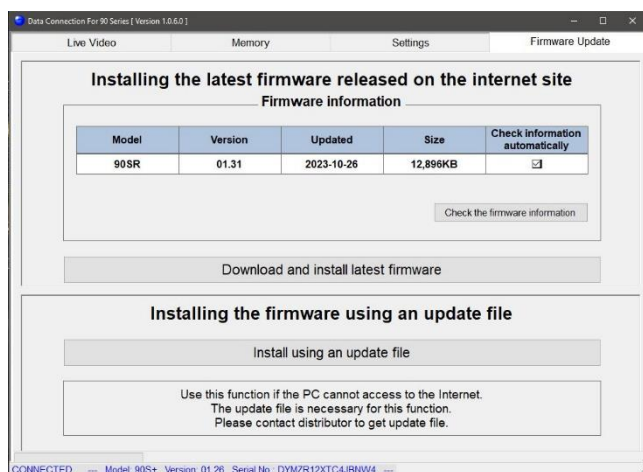 Data Connection For 90 Series [ Version 1.0.6.0 ]
Live Video Memory Settings Firmware Update
Installing the latest firmware released on the internet site
Firmware information
Model Version Updated Size Check information automatically
90SR 01.31 2023-10-26 12,896KB
Check the firmware information
Download and install latest firmware
Installing the firmware using an update file
Install using an update file
Use this function if the PC cannot access to the Internet.
The update file is necessary for this function.
Please contact distributor to get update file.
CONNECTED --- Model: 90S+ Version: 01.26 Serial No.: DYMZR12XTC4JBNW4 ---